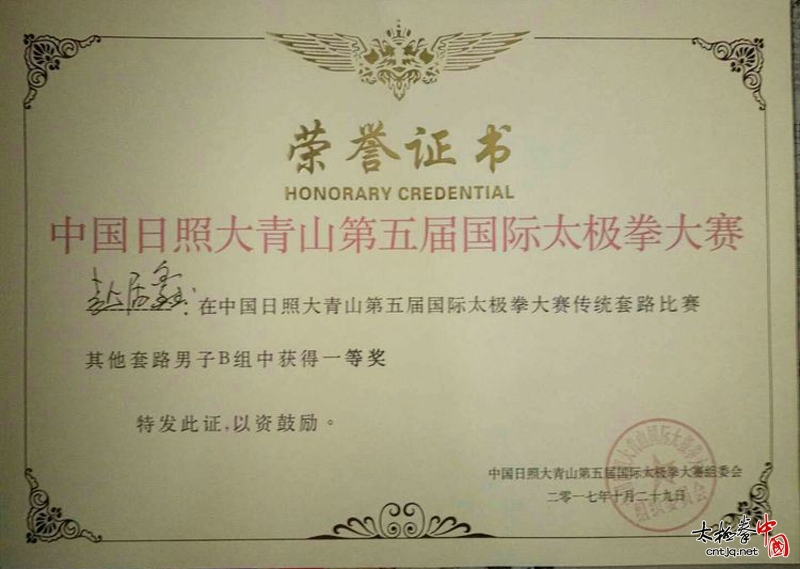 荣誉证书
HONORARY CREDENTIAL
中国日照大青山第五届国际太极拳大赛
赵居鑫 在中国日照大青山第五届国际太极拳大赛传统套路比赛
其他套路男子B组中获得一等奖
特发此证,以资鼓励。
中国日照大青山第五届国际太极拳大赛组委会
二零一七年十月二十九日
太极拳中國
cntjq.net